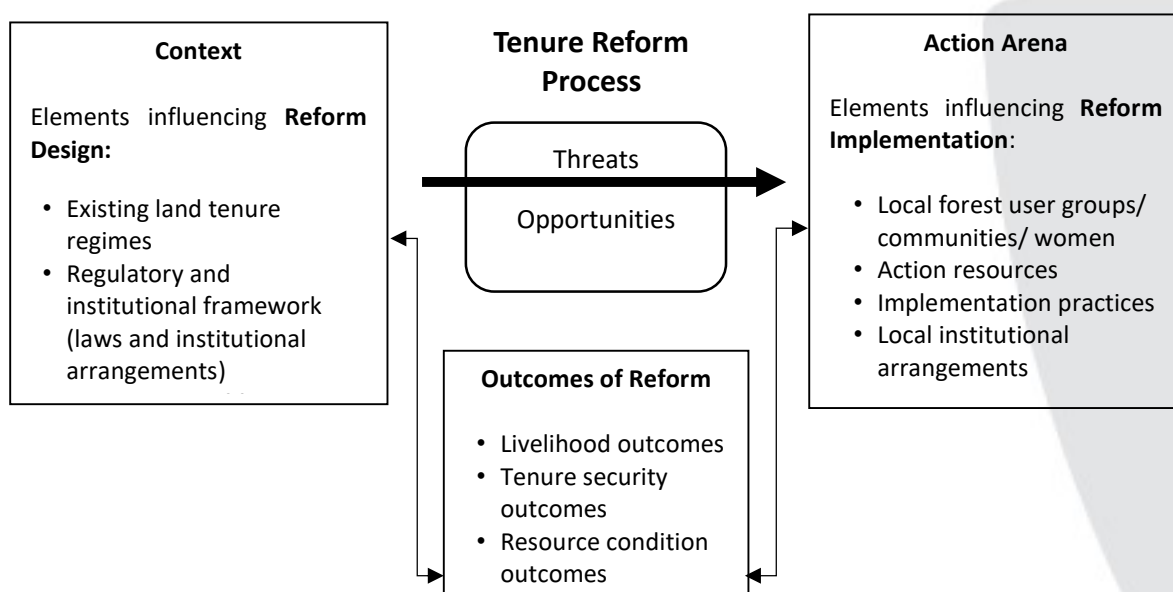 Context
Elements influencing Reform
Design:
• Existing land tenure
regimes
• Regulatory and
institutional framework
(laws and institutional
arrangements)
Tenure Reform
Process
Threats
Opportunities
Action Arena
Elements influencing Reform
Implementation:
• Local forest user groups/
communities/ women
• Action resources
• Implementation practices
• Local institutional
arrangements
Outcomes of Reform
• Livelihood outcomes
• Tenure security
outcomes
• Resource condition
outcomes